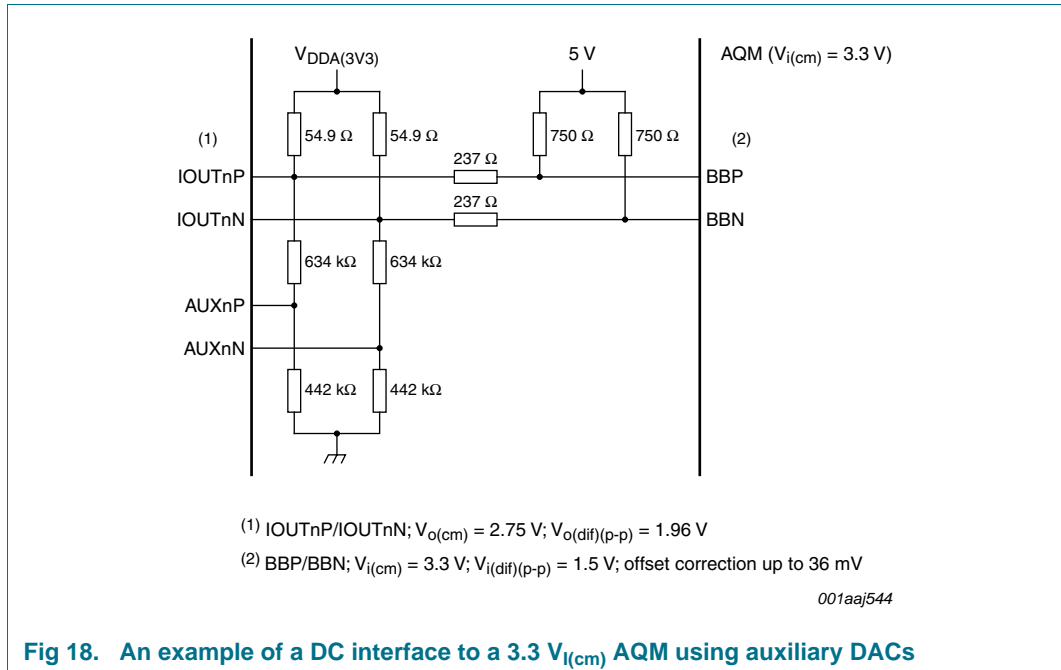 VDDA(3V3)
5 V
AQM (Vi(cm) = 3.3 V)
(1)
54.9 Ω
54.9 Ω
750 Ω
750 Ω
(2)
237 Ω
IOUTnP
BBP
237 Ω
IOUTnN
BBN
634 kΩ
634 kΩ
AUXnP
AUXnN
442 kΩ
442 kΩ
(1) IOUTnP/IOUTnN; Vo(cm) = 2.75 V; Vo(dif)(p-p) = 1.96 V
(2) BBP/BBN; Vi(cm) = 3.3 V; Vi(dif)(p-p) = 1.5 V; offset correction up to 36 mV
001aaj544
Fig 18. An example of a DC interface to a 3.3 VI(cm) AQM using auxiliary DACs